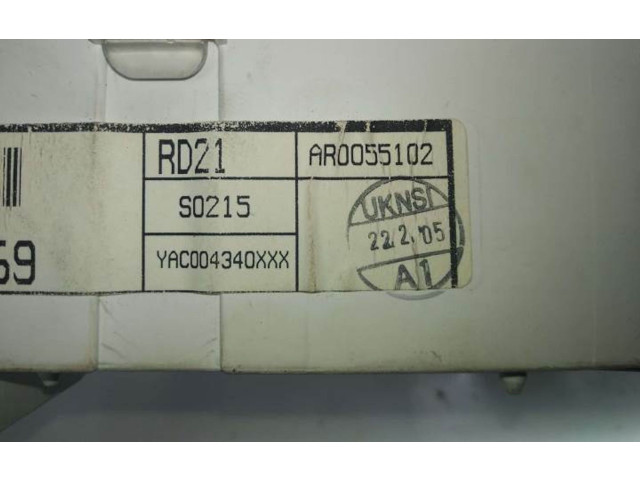 RD21
AR0055102
S0215
UKNSI
22.2.'05
A1
59
YAC004340XXX